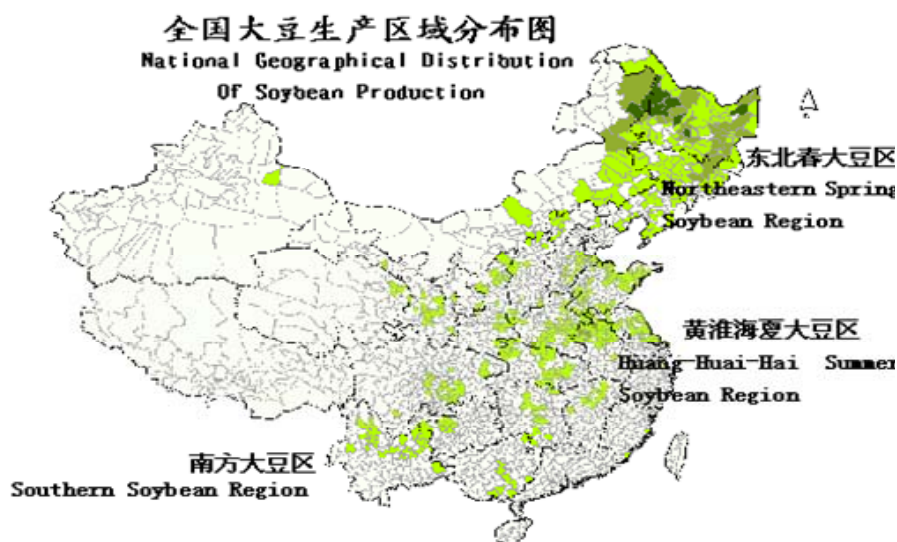 全国大豆生产区域分布图
National Geographical Distribution
Of Soybean Production
东北春大豆区
Northeastern Spring
Soybean Region
黄淮海夏大豆区
Huang-Huai-Hai Summer
Soybean Region
南方大豆区
Southern Soybean Region